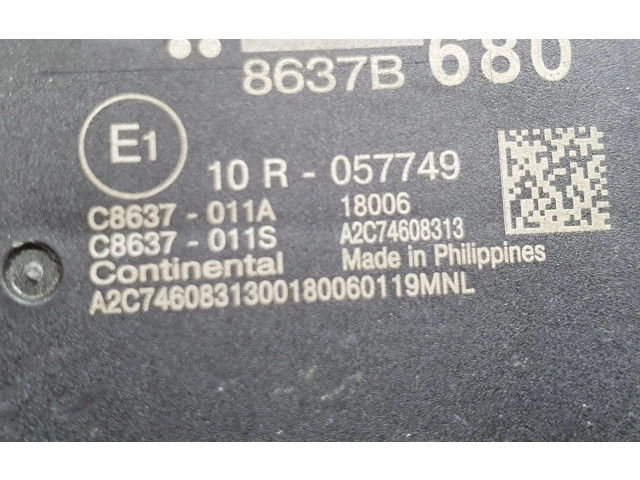 8637B 680
E1
10 R - 057749
C8637 - 011A 18006
C8637 - 011S A2C74608313
Continental Made in Philippines
A2C7460831300180060119MNL